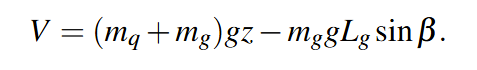 V = (m_q + m_g)gz − m_g g L_g sin β.